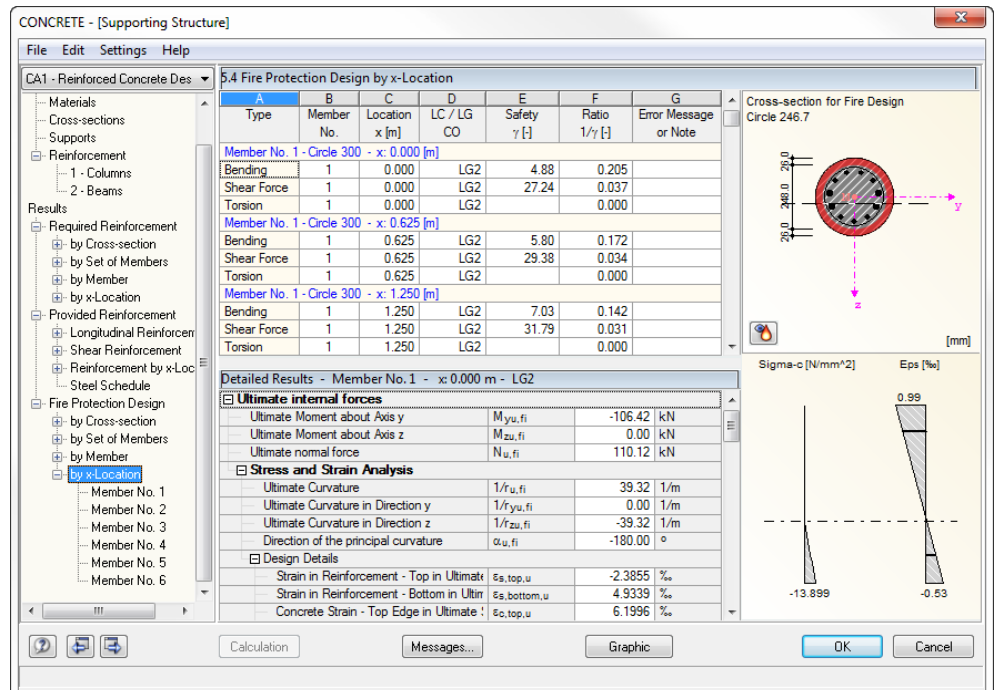 CONCRETE - [Supporting Structure]
File Edit Settings Help
CA1 - Reinforced Concrete Des
Materials
Cross-sections
Supports
Reinforcement
1 - Columns
2 - Beams
Results
Required Reinforcement
by Cross-section
by Set of Members
by Member
by x-Location
Provided Reinforcement
Longitudinal Reinforcem
Shear Reinforcement
Reinforcement by x-Loc
Steel Schedule
Fire Protection Design
by Cross-section
by Set of Members
by Member
by x-Location
Member No. 1
Member No. 2
Member No. 3
Member No. 4
Member No. 5
Member No. 6
5.4 Fire Protection Design by x-Location
A B C D E F G
Type Member Location LC / LG Safety Ratio Error Message
No. x [m] CO γ [-] 1/γ [-] or Note
Member No. 1 - Circle 300 - x: 0.000 [m]
Bending 1 0.000 LG2 4.88 0.205
Shear Force 1 0.000 LG2 27.24 0.037
Torsion 1 0.000 LG2 0.000
Member No. 1 - Circle 300 - x: 0.625 [m]
Bending 1 0.625 LG2 5.80 0.172
Shear Force 1 0.625 LG2 29.38 0.034
Torsion 1 0.625 LG2 0.000
Member No. 1 - Circle 300 - x: 1.250 [m]
Bending 1 1.250 LG2 7.03 0.142
Shear Force 1 1.250 LG2 31.79 0.031
Torsion 1 1.250 LG2 0.000
Detailed Results - Member No. 1 - x: 0.000 m - LG2
Ultimate internal forces
Ultimate Moment about Axis y Myu,fi -106.42 kN
Ultimate Moment about Axis z Mzu,fi 0.00 kN
Ultimate normal force Nu,fi 110.12 kN
Stress and Strain Analysis
Ultimate Curvature 1/ru,fi 39.32 1/m
Ultimate Curvature in Direction y 1/ryu,fi 0.00 1/m
Ultimate Curvature in Direction z 1/rzu,fi -39.32 1/m
Direction of the principal curvature αu,fi -180.00 °
Design Details
Strain in Reinforcement - Top in Ultimate εs,top,u -2.3855 ‰
Strain in Reinforcement - Bottom in Ultim εs,bottom,u 4.9339 ‰
Concrete Strain - Top Edge in Ultimate εc,top,u 6.1996 ‰
Cross-section for Fire Design
Circle 246.7
26.0
248.0
26.0
y
z
[mm]
Sigma-c [N/mm^2] Eps [‰]
0.99
-13.899 -0.53
Calculation Messages... Graphic OK Cancel